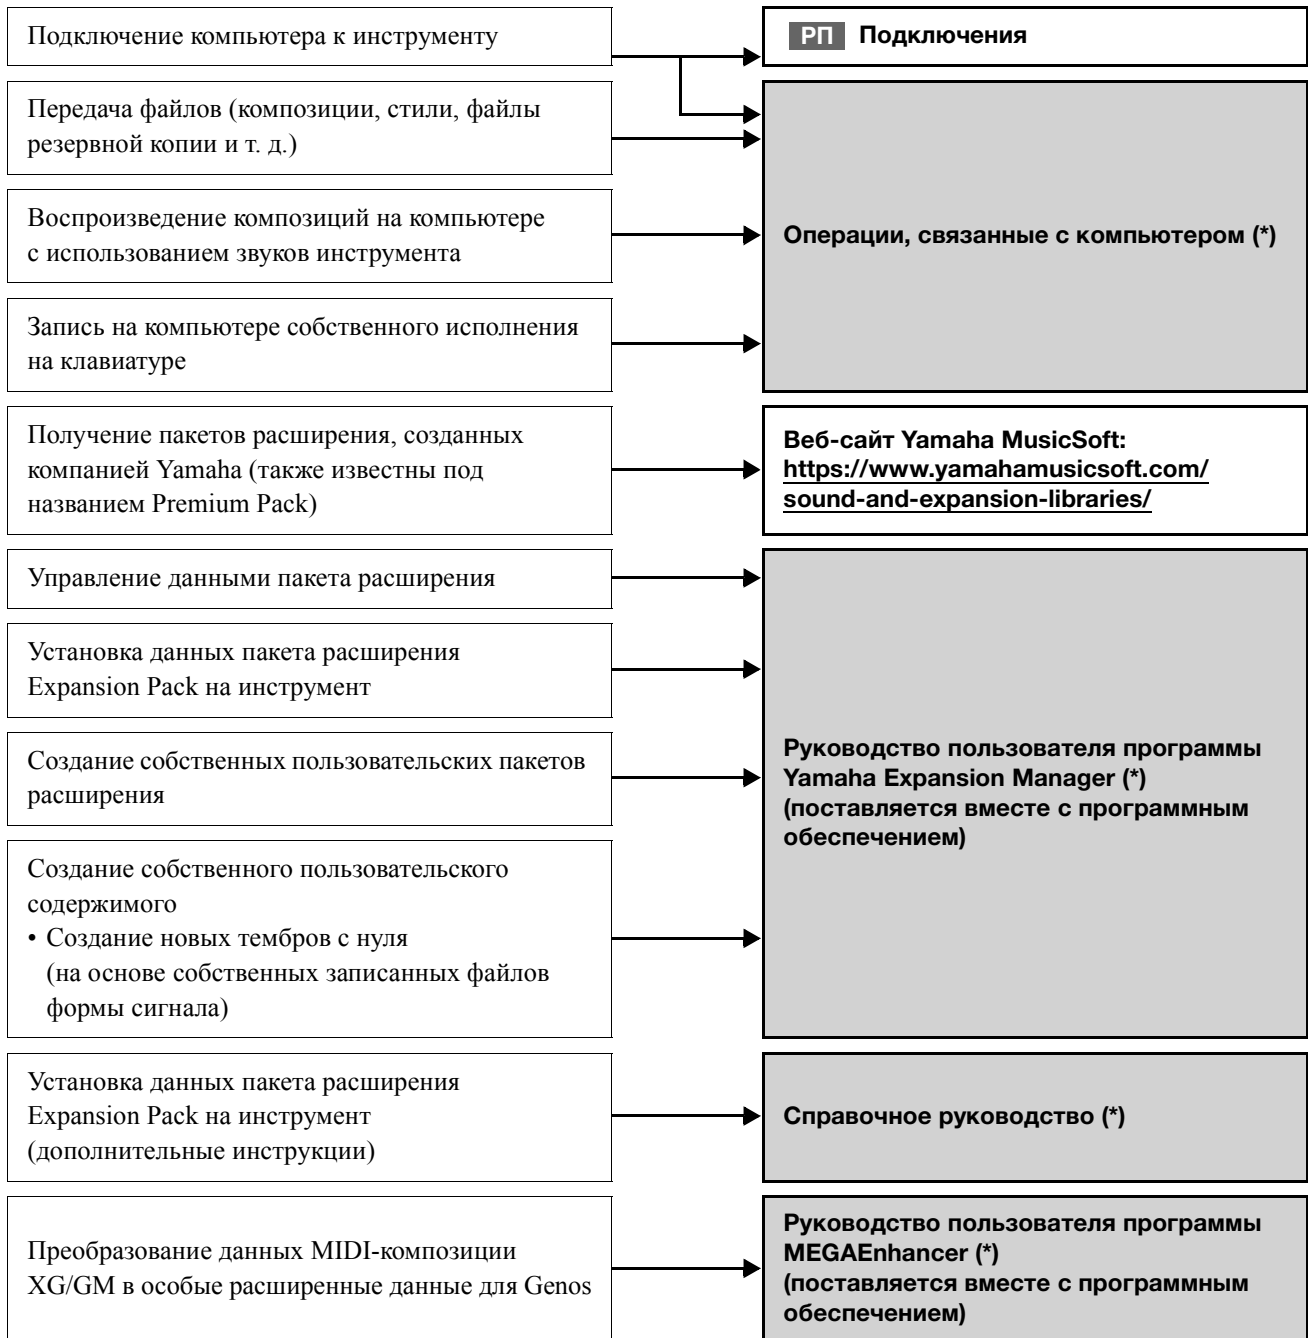 Подключение компьютера к инструменту
РП Подключения
Передача файлов (композиции, стили, файлы
резервной копии и т. д.)
Воспроизведение композиций на компьютере
с использованием звуков инструмента
Запись на компьютере собственного исполнения
на клавиатуре
Операции, связанные с компьютером (*)
Получение пакетов расширения, созданных
компанией Yamaha (также известны под
названием Premium Pack)
Веб-сайт Yamaha MusicSoft:
https://www.yamahamusicsoft.com/
sound-and-expansion-libraries/
Управление данными пакета расширения
Установка данных пакета расширения
Expansion Pack на инструмент
Создание собственных пользовательских пакетов
расширения
Создание собственного пользовательского
содержимого
• Создание новых тембров с нуля
(на основе собственных записанных файлов
формы сигнала)
Руководство пользователя программы
Yamaha Expansion Manager (*)
(поставляется вместе с программным
обеспечением)
Установка данных пакета расширения
Expansion Pack на инструмент
(дополнительные инструкции)
Справочное руководство (*)
Преобразование данных MIDI-композиции
XG/GM в особые расширенные данные для Genos
Руководство пользователя программы
MEGAEnhancer (*)
(поставляется вместе с программным
обеспечением)